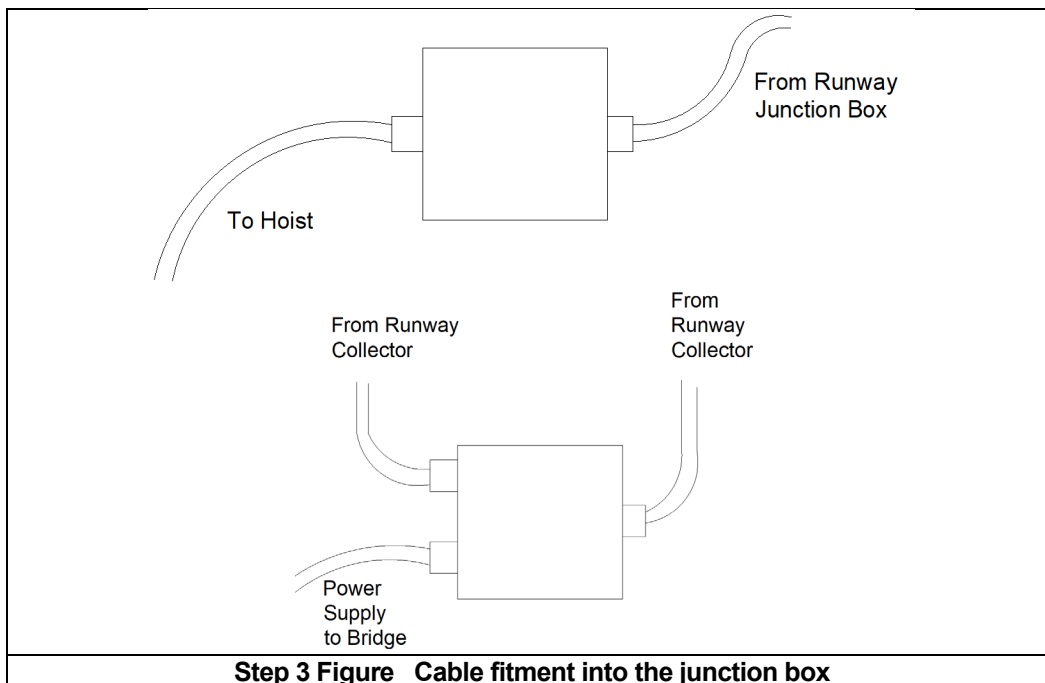 From Runway
Junction Box
To Hoist
From Runway
Collector
From
Runway
Collector
Power
Supply
to Bridge
Step 3 Figure   Cable fitment into the junction box